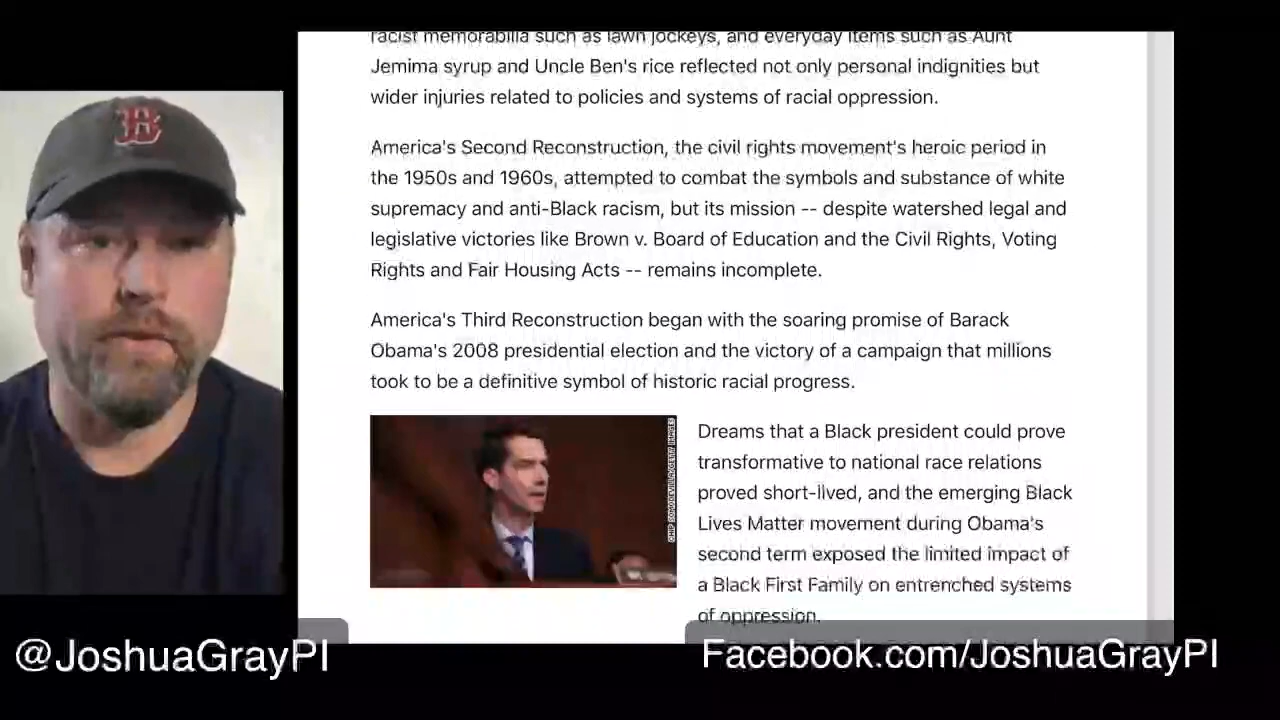 racist memorabilia such as lawn jockeys, and everyday items such as Aunt
Jemima syrup and Uncle Ben's rice reflected not only personal indignities but
wider injuries related to policies and systems of racial oppression.
America's Second Reconstruction, the civil rights movement's heroic period in
the 1950s and 1960s, attempted to combat the symbols and substance of white
supremacy and anti-Black racism, but its mission -- despite watershed legal and
legislative victories like Brown v. Board of Education and the Civil Rights, Voting
Rights and Fair Housing Acts -- remains incomplete.
America's Third Reconstruction began with the soaring promise of Barack
Obama's 2008 presidential election and the victory of a campaign that millions
took to be a definitive symbol of historic racial progress.
CHIP SOMODEVILLA/GETTY IMAGES
Dreams that a Black president could prove
transformative to national race relations
proved short-lived, and the emerging Black
Lives Matter movement during Obama's
second term exposed the limited impact of
a Black First Family on entrenched systems
of oppression.
B
@JoshuaGrayPI
Facebook.com/JoshuaGrayPI